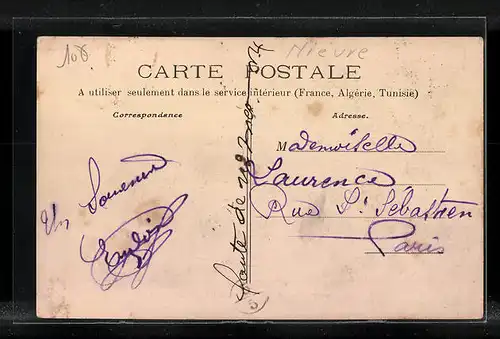 108
Nièvre
CARTE POSTALE
A utiliser seulement dans le service intérieur (France, Algérie, Tunisie)
Correspondance
Adresse.
Un Souvenir
Mademoiselle
Laurence
Rue St Sébastien
Paris